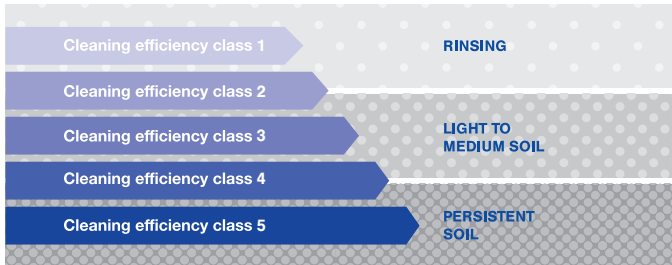 Cleaning efficiency class 1
RINSING
Cleaning efficiency class 2
Cleaning efficiency class 3
LIGHT TO
MEDIUM SOIL
Cleaning efficiency class 4
Cleaning efficiency class 5
PERSISTENT
SOIL